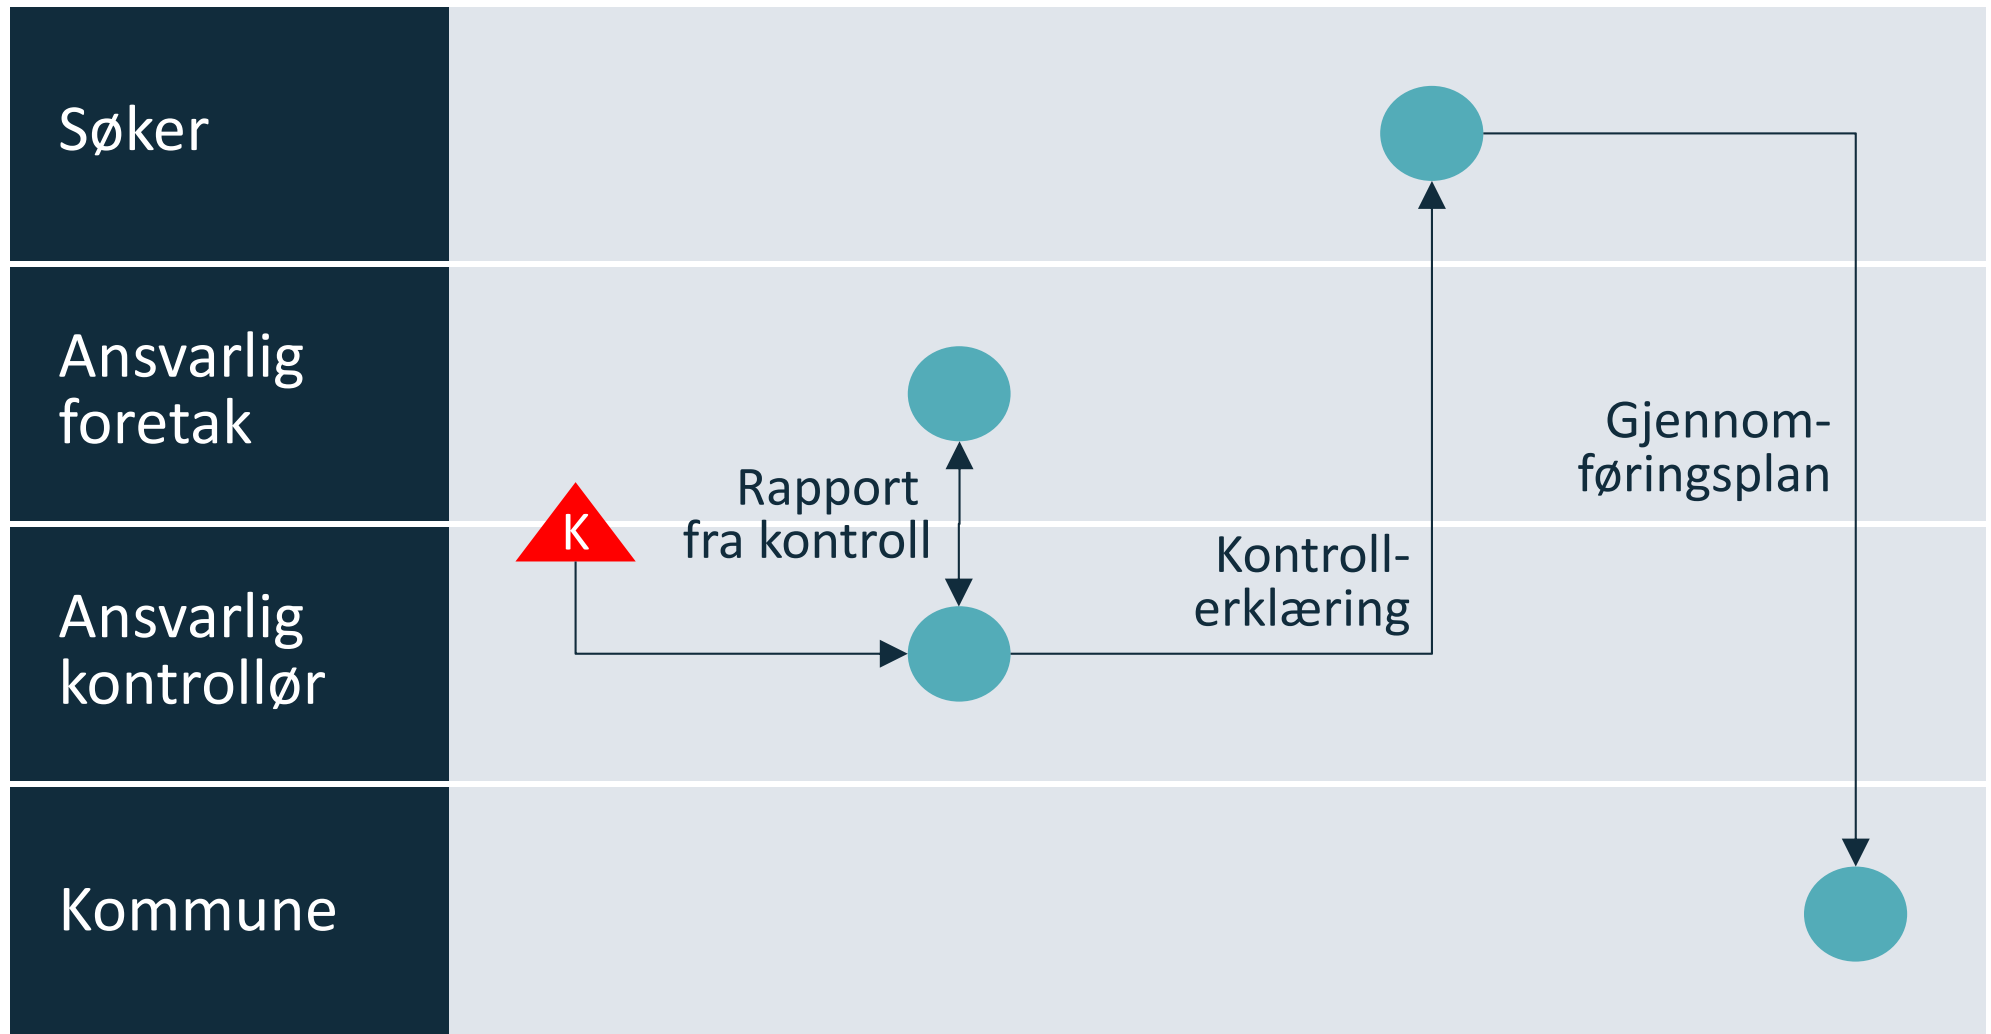 Søker
Ansvarlig
foretak
Ansvarlig
kontrollør
Kommune
K
Rapport
fra kontroll
Kontroll-
erklæring
Gjennom-
føringsplan